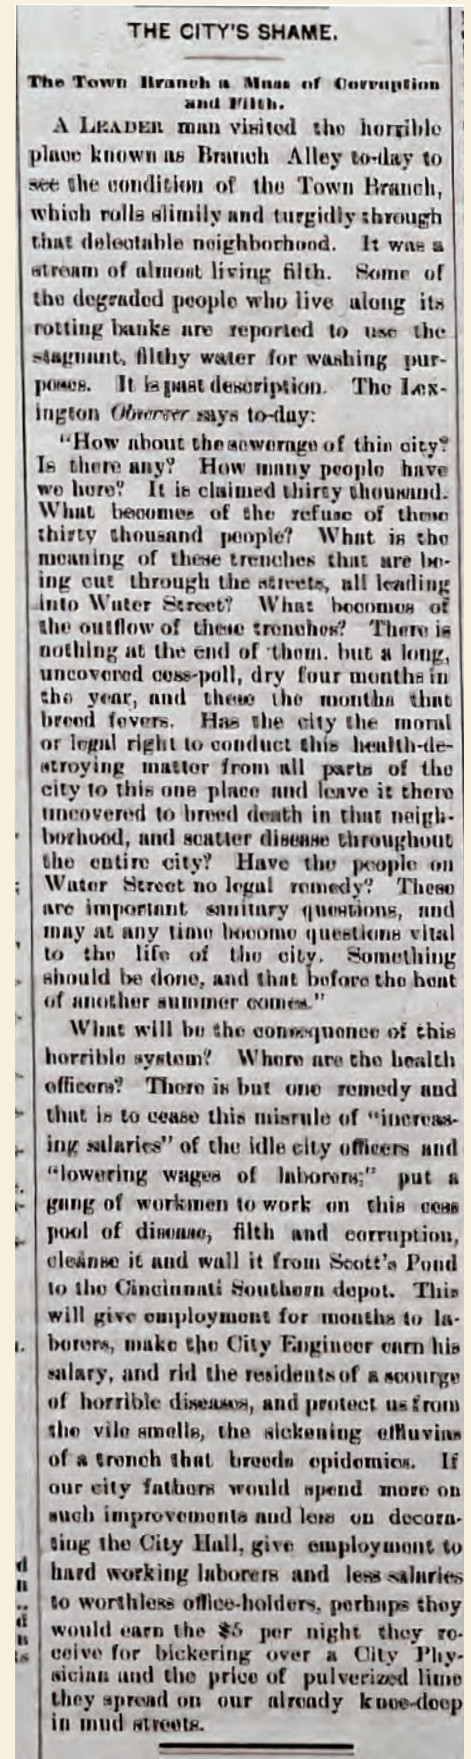 THE CITY'S SHAME.
The Town Branch a Mass of Corruption
and Filth.
A LEADER man visited the horrible
place known as Branch Alley to-day to
see the condition of the Town Branch,
which rolls slimily and turgidly through
that delectable neighborhood. It was a
stream of almost living filth. Some of
the degraded people who live along its
rotting banks are reported to use the
stagnant, filthy water for washing pur-
poses. It is past description. The Lex-
ington Observer says to-day:
"How about the sewerage of this city?
Is there any? How many people have
we here? It is claimed thirty thousand.
What becomes of the refuse of these
thirty thousand people? What is the
meaning of these trenches that are be-
ing cut through the streets, all leading
into Water Street? What becomes of
the outflow of these trenches? There is
nothing at the end of them. but a long,
uncovered cess-poll, dry four months in
the year, and these the months that
breed fevers. Has the city the moral
or legal right to conduct this health-de-
stroying matter from all parts of the
city to this one place and leave it there
uncovered to breed death in that neigh-
borhood, and scatter disease throughout
the entire city? Have the people on
Water Street no legal remedy? These
are important sanitary questions, and
may at any time become questions vital
to the life of the city. Something
should be done, and that before the heat
of another summer comes."
What will be the consequence of this
horrible system? Where are the health
officers? There is but one remedy and
that is to cease this misrule of "increas-
ing salaries" of the idle city officers and
"lowering wages of laborers;" put a
gang of workmen to work on this cess
pool of disease, filth and corruption,
cleanse it and wall it from Scott's Pond
to the Cincinnati Southern depot. This
will give employment for months to la-
borers, make the City Engineer earn his
salary, and rid the residents of a scourge
of horrible diseases, and protect us from
the vile smells, the sickening effluvias
of a trench that breeds epidemics. If
our city fathers would spend more on
such improvements and less on decora-
ting the City Hall, give employment to
hard working laborers and less salaries
to worthless office-holders, perhaps they
would earn the $5 per night they re-
ceive for bickering over a City Phy-
sician and the price of pulverized lime
they spread on our already knee-deep
in mud streets.